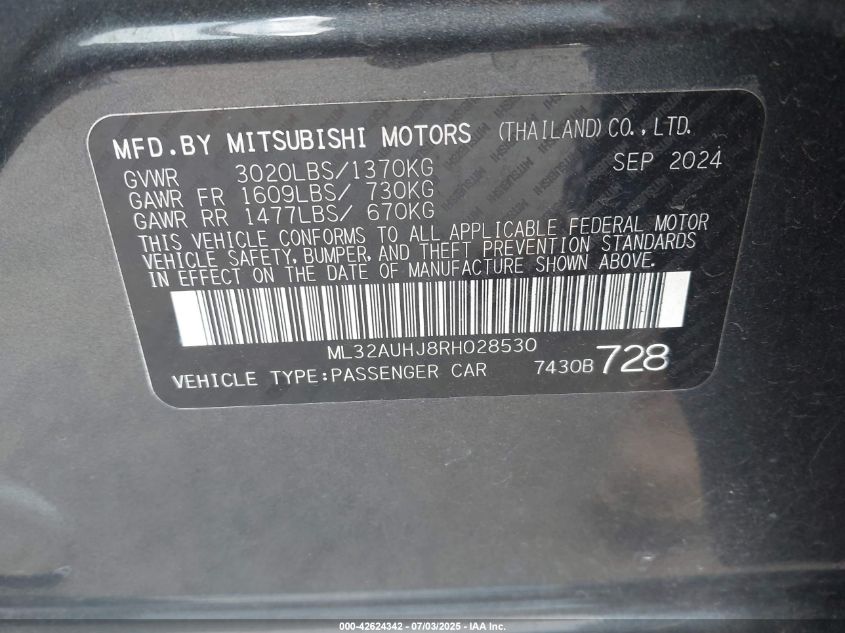 MFD.BY MITSUBISHI MOTORS (THAILAND)CO.,LTD.
GVWR 3020LBS/1370KG SEP 2024
GAWR FR 1609LBS/ 730KG
GAWR RR 1477LBS/ 670KG
THIS VEHICLE CONFORMS TO ALL APPLICABLE FEDERAL MOTOR
VEHICLE SAFETY, BUMPER, AND THEFT PREVENTION STANDARDS
IN EFFECT ON THE DATE OF MANUFACTURE SHOWN ABOVE.
ML32AUHJ8RH028530
VEHICLE TYPE:PASSENGER CAR 7430B 728
000-42624342 - 07/03/2025 - IAA Inc.